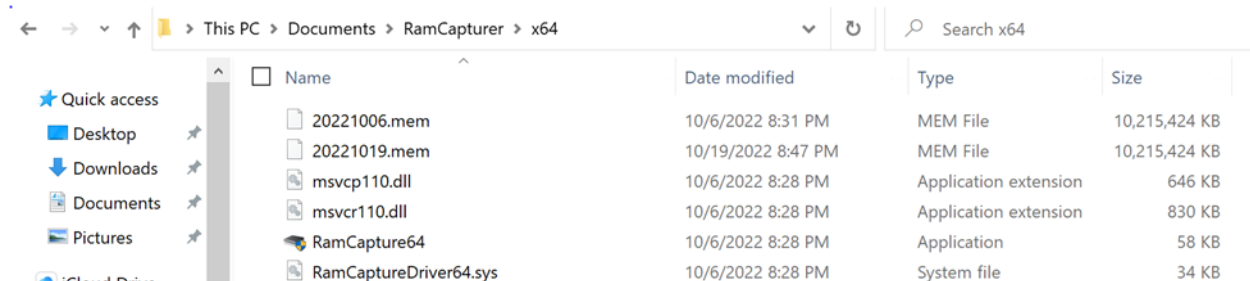 This PC > Documents > RamCapturer > x64 Search x64
Name Date modified Type Size
Quick access
Desktop
Downloads
Documents
Pictures
iCloud Drive
20221006.mem 10/6/2022 8:31 PM MEM File 10,215,424 KB
20221019.mem 10/19/2022 8:47 PM MEM File 10,215,424 KB
msvcp110.dll 10/6/2022 8:28 PM Application extension 646 KB
msvcr110.dll 10/6/2022 8:28 PM Application extension 830 KB
RamCapture64 10/6/2022 8:28 PM Application 58 KB
RamCaptureDriver64.sys 10/6/2022 8:28 PM System file 34 KB